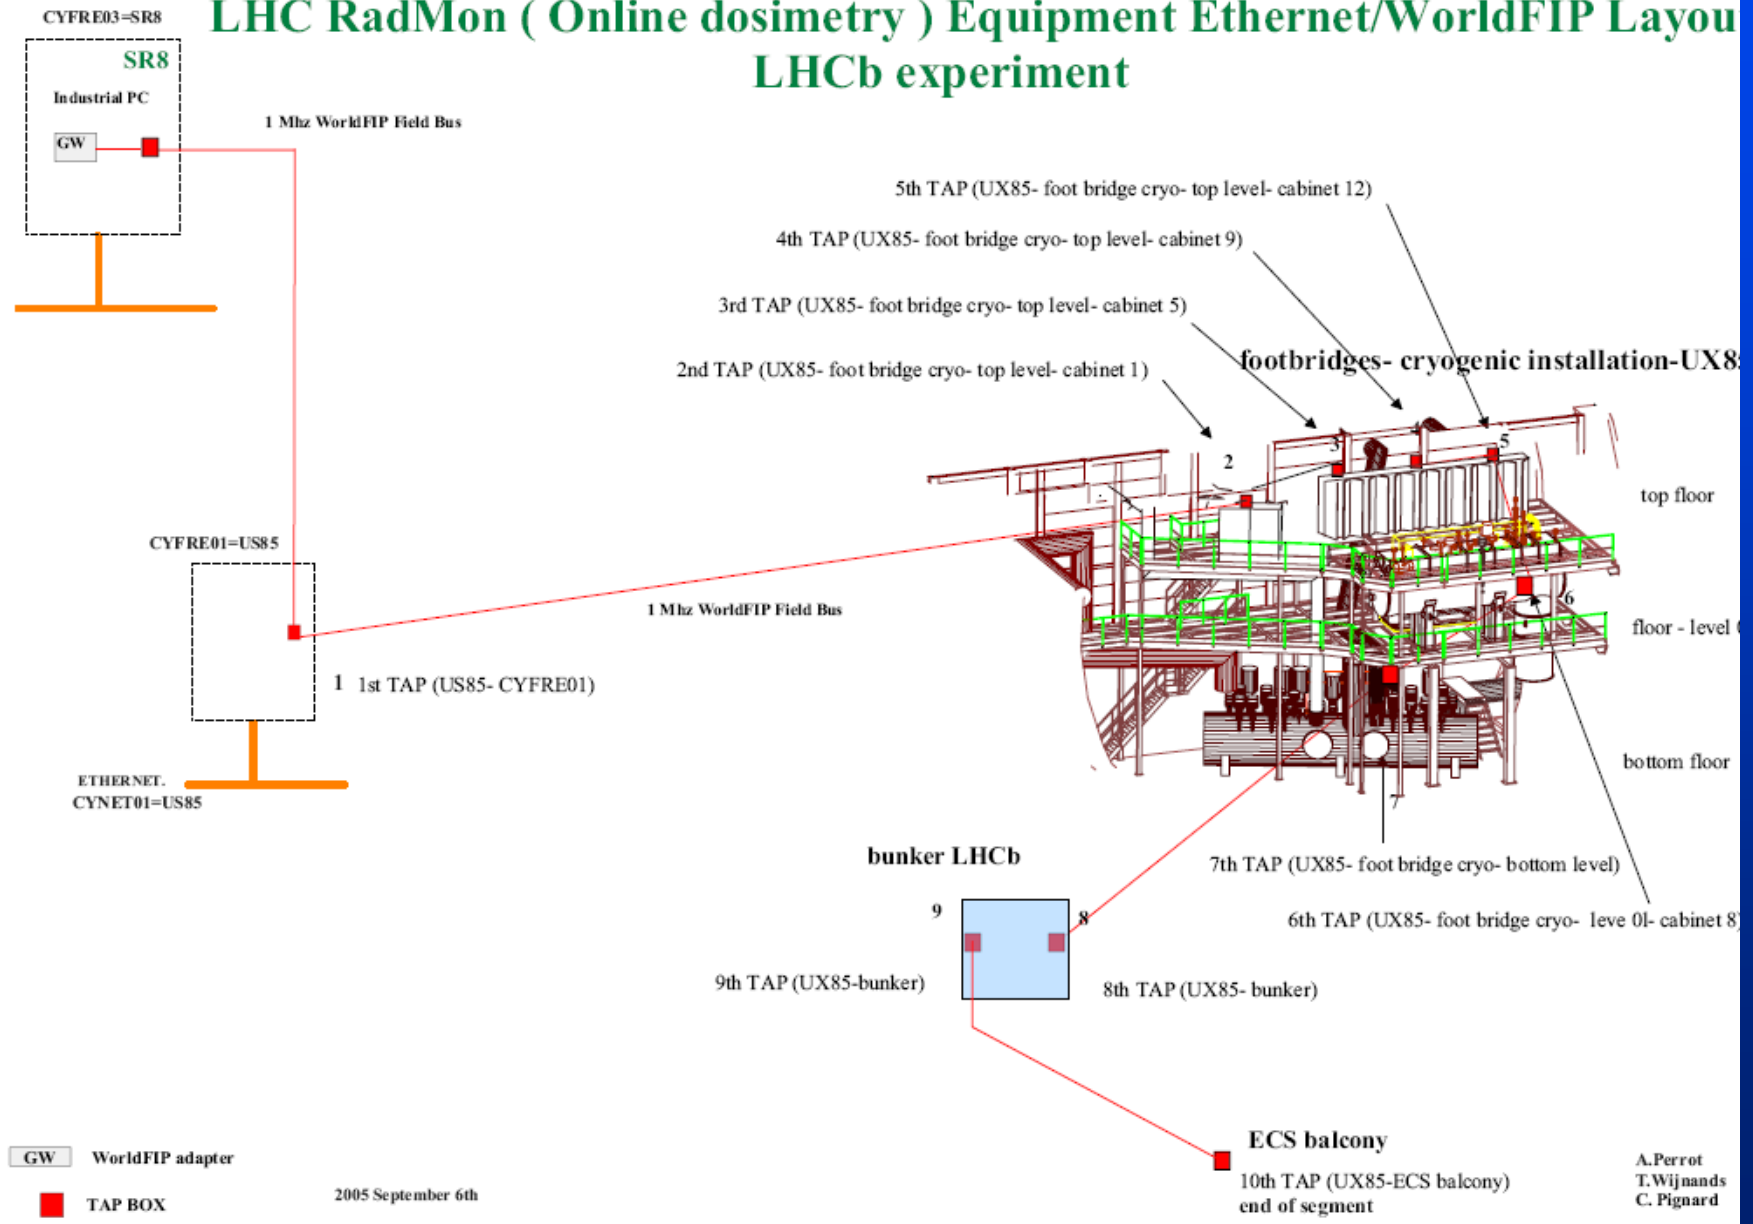 CYFRE03=SR8
LHC RadMon ( Online dosimetry ) Equipment Ethernet/WorldFIP Layou
LHCb experiment
SR8
Industrial PC
GW
1 Mhz WorldFIP Field Bus
5th TAP (UX85- foot bridge cryo- top level- cabinet 12)
4th TAP (UX85- foot bridge cryo- top level- cabinet 9)
3rd TAP (UX85- foot bridge cryo- top level- cabinet 5)
2nd TAP (UX85- foot bridge cryo- top level- cabinet 1)
footbridges- cryogenic installation-UX8
2
3
5
top floor
CYFRE01=US85
1 Mhz WorldFIP Field Bus
6
floor - level
1 1st TAP (US85- CYFRE01)
bottom floor
ETHERNET.
CYNET01=US85
7
bunker LHCb
7th TAP (UX85- foot bridge cryo- bottom level)
9
8
6th TAP (UX85- foot bridge cryo- leve 0l- cabinet 8)
9th TAP (UX85-bunker)
8th TAP (UX85- bunker)
ECS balcony
10th TAP (UX85-ECS balcony)
end of segment
GW WorldFIP adapter
TAP BOX
2005 September 6th
A.Perrot
T.Wijnands
C. Pignard